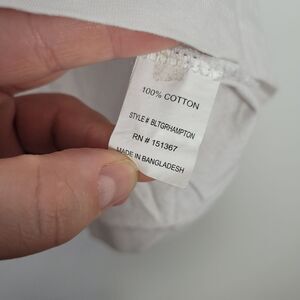 100% COTTON
STYLE # BLTGRHAMPTON
RN # 151367
MADE IN BANGLADESH